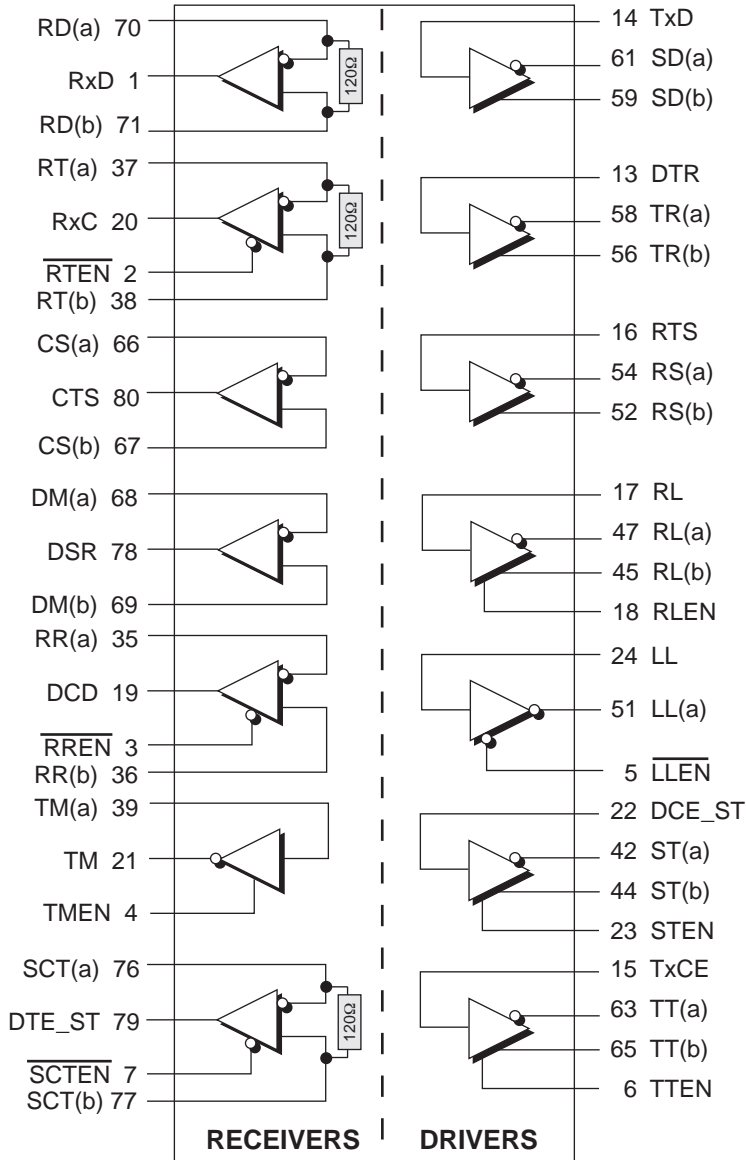 RD(a) 70
RxD 1
RD(b) 71
120Ω
RT(a) 37
RxC 20
RTEN 2
RT(b) 38
120Ω
CS(a) 66
CTS 80
CS(b) 67
DM(a) 68
DSR 78
DM(b) 69
RR(a) 35
DCD 19
RREN 3
RR(b) 36
TM(a) 39
TM 21
TMEN 4
SCT(a) 76
DTE_ST 79
SCTEN 7
SCT(b) 77
120Ω
RECEIVERS
14 TxD
61 SD(a)
59 SD(b)
13 DTR
58 TR(a)
56 TR(b)
16 RTS
54 RS(a)
52 RS(b)
17 RL
47 RL(a)
45 RL(b)
18 RLEN
24 LL
51 LL(a)
5 LLEN
22 DCE_ST
42 ST(a)
44 ST(b)
23 STEN
15 TxCE
63 TT(a)
65 TT(b)
6 TTEN
DRIVERS